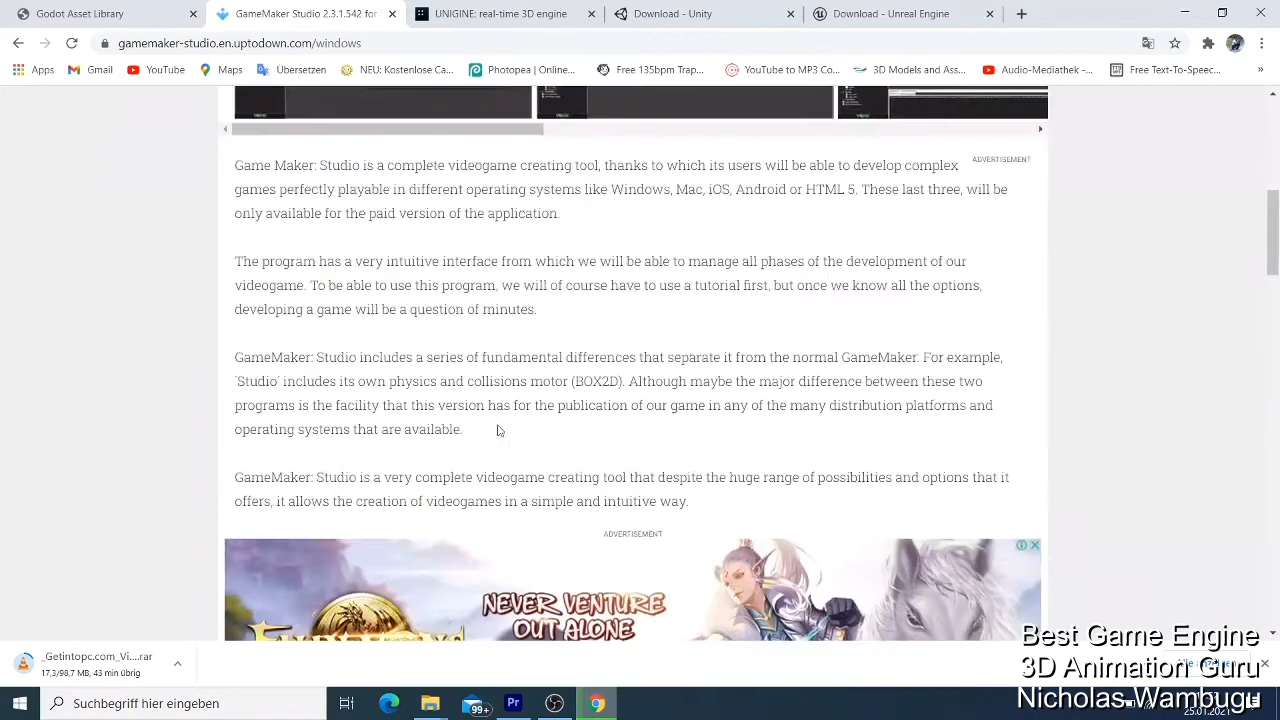 Godot Asset Library
GameMaker Studio 2.3.1.542 for
UNIGINE: real-time 3D engine
Download - Unity
Download - Unreal Engine
gamemaker-studio.en.uptodown.com/windows
Apps
Gmail
YouTube
Maps
Übersetzen
NEU: Kostenlose Ca...
Photopea | Online...
Free 135bpm Trap...
YouTube to MP3 Co...
3D Models and Ass...
Audio-Mediathek -...
Free Text-To-Speec...
ADVERTISEMENT
Game Maker: Studio is a complete videogame creating tool, thanks to which its users will be able to develop complex
games perfectly playable in different operating systems like Windows, Mac, iOS, Android or HTML 5. These last three, will be
only available for the paid version of the application.
The program has a very intuitive interface from which we will be able to manage all phases of the development of our
videogame. To be able to use this program, we will of course have to use a tutorial first, but once we know all the options,
developing a game will be a question of minutes.
GameMaker: Studio includes a series of fundamental differences that separate it from the normal GameMaker. For example,
`Studio´ includes its own physics and collisions motor (BOX2D). Although maybe the major difference between these two
programs is the facility that this version has for the publication of our game in any of the many distribution platforms and
operating systems that are available.
GameMaker: Studio is a very complete videogame creating tool that despite the huge range of possibilities and options that it
offers, it allows the creation of videogames in a simple and intuitive way.
ADVERTISEMENT
NEVER VENTURE
OUT ALONE
_Getintopc.com_Vi....rar
17,3/98,7 MB, 43 min übrig
Best Game Engine
3D Animation Guru
Nicholas Wambugu
Suchbegriff hier eingeben
99+
25.01.2021